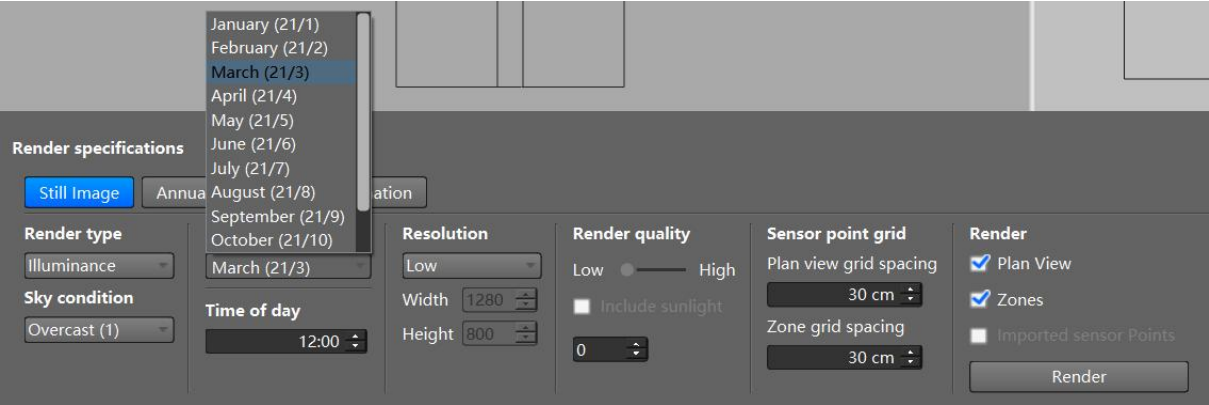 January (21/1)
February (21/2)
March (21/3)
April (21/4)
May (21/5)
June (21/6)
July (21/7)
August (21/8)
September (21/9)
October (21/10)
Render specifications
Still Image
Render type
Illuminance
Sky condition
Overcast (1)
March (21/3)
Time of day
12:00
Resolution
Low
Width 1280
Height 800
Render quality
Low High
Include sunlight
0
Sensor point grid
Plan view grid spacing
30 cm
Zone grid spacing
30 cm
Render
Plan View
Zones
Imported sensor Points
Render